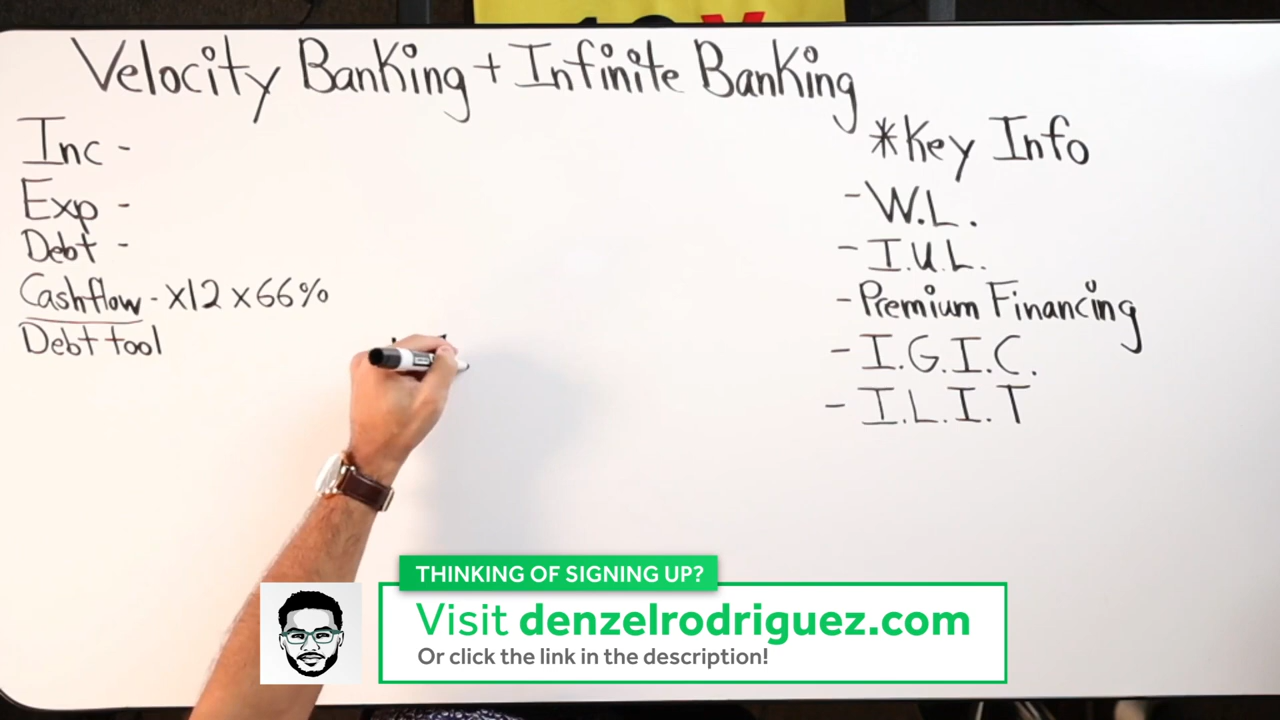 Velocity Banking + Infinite Banking
Inc -
Exp -
Debt -
Cashflow - x12 x 66%
Debt tool
*Key Info
- W.L.
- I.U.L.
- Premium Financing
- I.G.I.C.
- I.L.I.T
THINKING OF SIGNING UP?
Visit denzelrodriguez.com
Or click the link in the description!